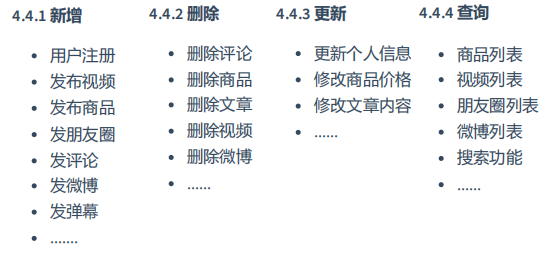 4.4.1 新增
• 用户注册
• 发布视频
• 发布商品
• 发朋友圈
• 发评论
• 发微博
• 发弹幕
• .......
4.4.2 删除
• 删除评论
• 删除商品
• 删除文章
• 删除视频
• 删除微博
• ......
4.4.3 更新
• 更新个人信息
• 修改商品价格
• 修改文章内容
• ......
4.4.4 查询
• 商品列表
• 视频列表
• 朋友圈列表
• 微博列表
• 搜索功能
• ......